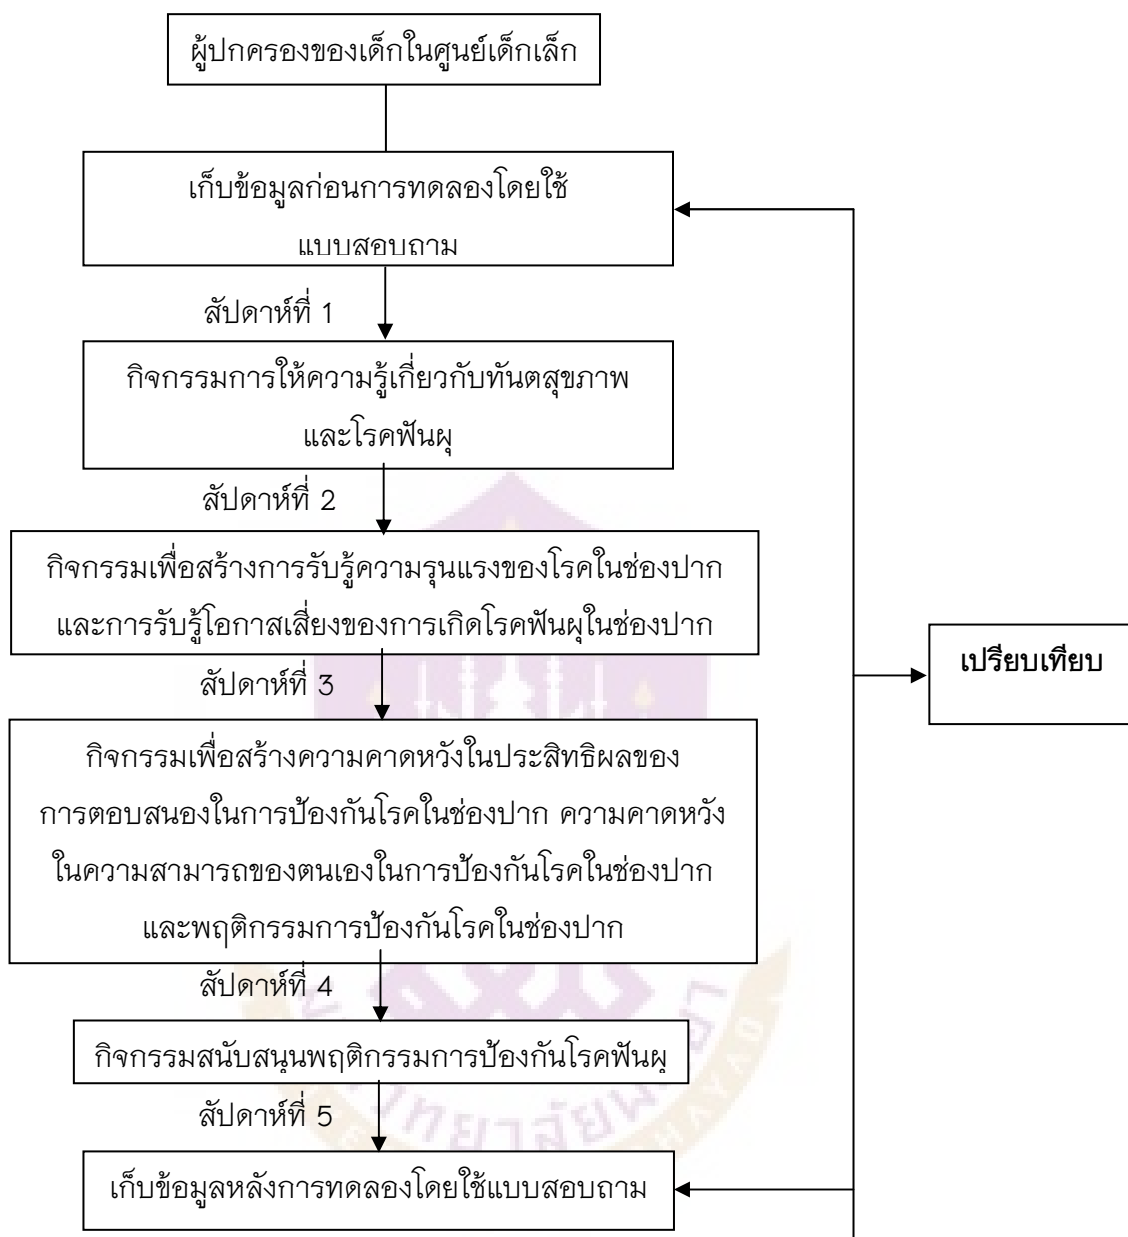 ผู้ปกครองของเด็กในศูนย์เด็กเล็ก
เก็บข้อมูลก่อนการทดลองโดยใช้
แบบสอบถาม
สัปดาห์ที่ 1
กิจกรรมการให้ความรู้เกี่ยวกับทันตสุขภาพ
และโรคฟันผุ
สัปดาห์ที่ 2
กิจกรรมเพื่อสร้างการรับรู้ความรุนแรงของโรคในช่องปาก
และการรับรู้โอกาสเสี่ยงของการเกิดโรคฟันผุในช่องปาก
เปรียบเทียบ
สัปดาห์ที่ 3
กิจกรรมเพื่อสร้างความคาดหวังในประสิทธิผลของ
การตอบสนองในการป้องกันโรคในช่องปาก ความคาดหวัง
ในความสามารถของตนเองในการป้องกันโรคในช่องปาก
และพฤติกรรมการป้องกันโรคในช่องปาก
สัปดาห์ที่ 4
กิจกรรมสนับสนุนพฤติกรรมการป้องกันโรคฟันผุ
สัปดาห์ที่ 5
เก็บข้อมูลหลังการทดลองโดยใช้แบบสอบถาม